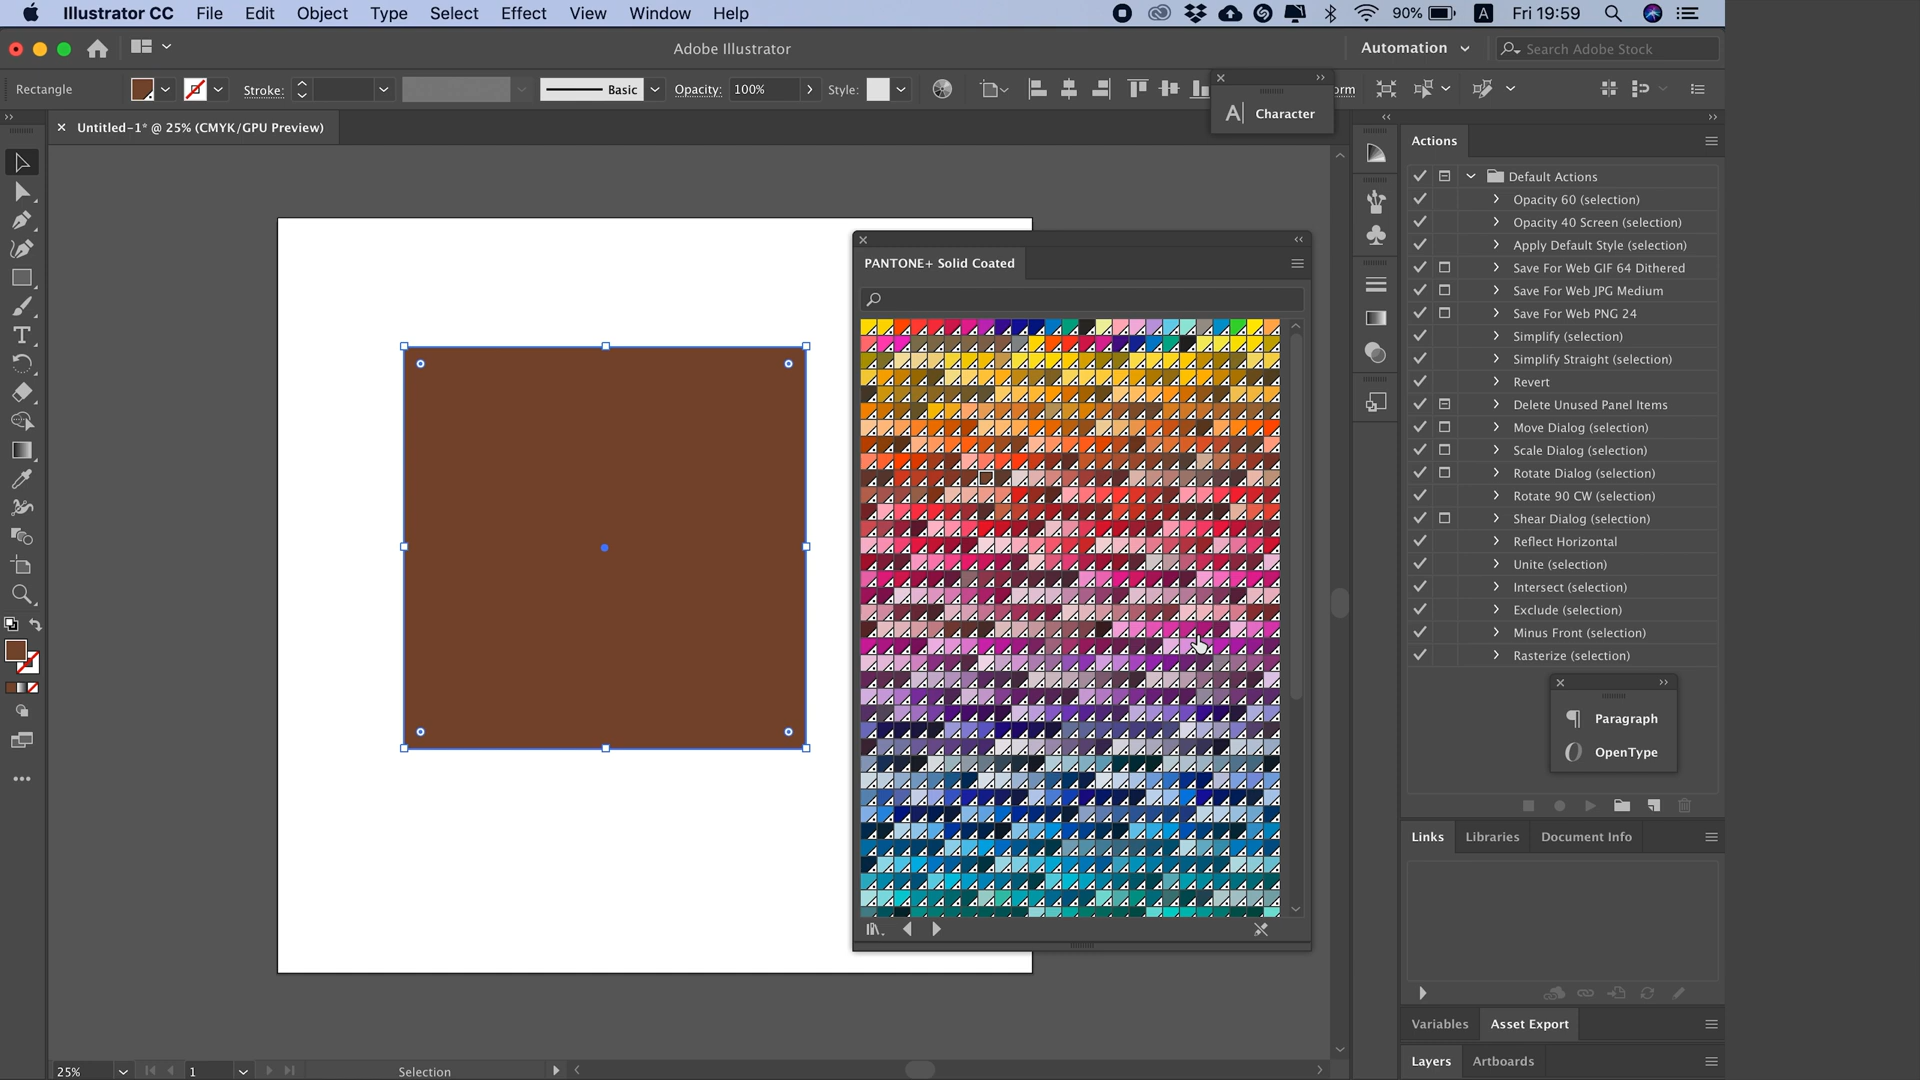 Illustrator CC File Edit Object Type Select Effect View Window Help 90% A Fri 19:59
Adobe Illustrator Automation Search Adobe Stock
Rectangle Stroke: Basic Opacity: 100% Style:
A Character
× Untitled-1* @ 25% (CMYK/GPU Preview)
PANTONE+ Solid Coated
Actions
Default Actions
Opacity 60 (selection)
Opacity 40 Screen (selection)
Apply Default Style (selection)
Save For Web GIF 64 Dithered
Save For Web JPG Medium
Save For Web PNG 24
Simplify (selection)
Simplify Straight (selection)
Revert
Delete Unused Panel Items
Move Dialog (selection)
Scale Dialog (selection)
Rotate Dialog (selection)
Rotate 90 CW (selection)
Shear Dialog (selection)
Reflect Horizontal
Unite (selection)
Intersect (selection)
Exclude (selection)
Minus Front (selection)
Rasterize (selection)
Paragraph
OpenType
Links Libraries Document Info
Variables Asset Export
Layers Artboards
25% 1 Selection